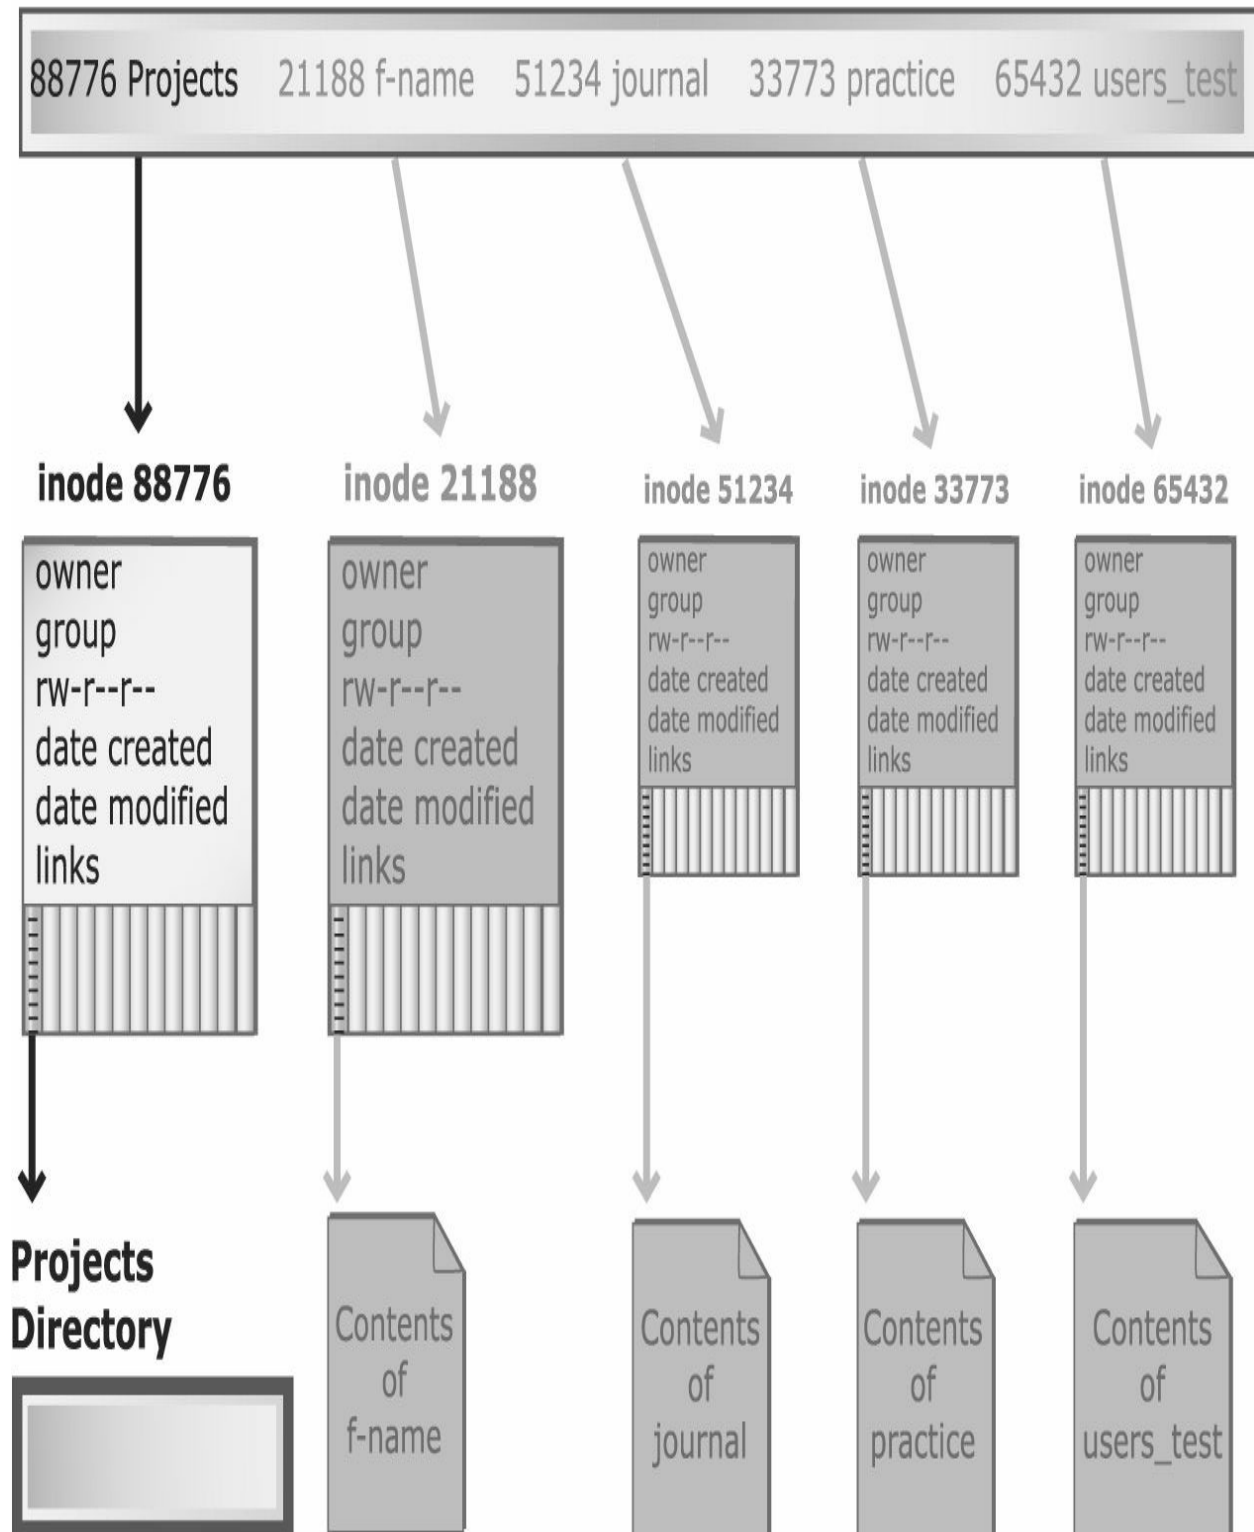 88776 Projects 21188 f-name 51234 journal 33773 practice 65432 users_test
inode 88776
owner
group
rw-r--r--
date created
date modified
links
inode 21188
owner
group
rw-r--r--
date created
date modified
links
inode 51234
owner
group
rw-r--r--
date created
date modified
links
inode 33773
owner
group
rw-r--r--
date created
date modified
links
inode 65432
owner
group
rw-r--r--
date created
date modified
links
Projects
Directory
Contents
of
f-name
Contents
of
journal
Contents
of
practice
Contents
of
users_test